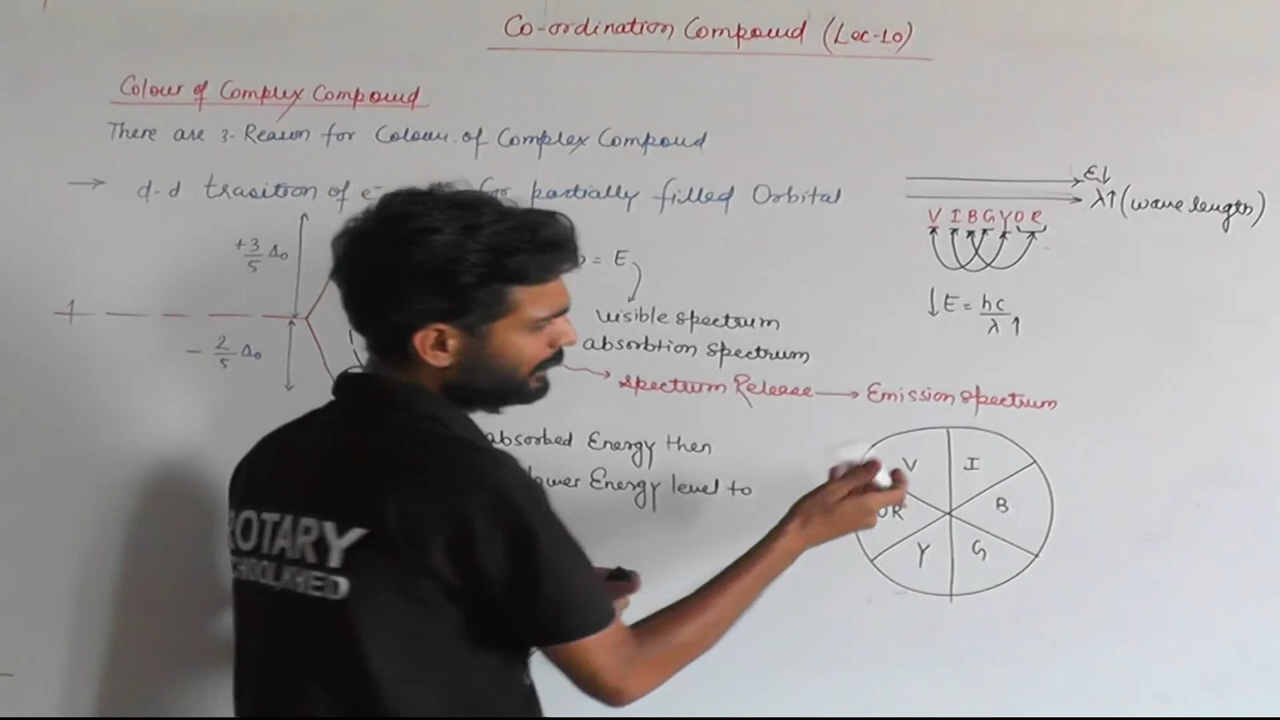 Co-ordination Compound (Lec-10)
Colour of Complex Compound
There are 3. Reason for Colour of Complex Compoud
→ d-d trasition of e for partially filled Orbital
E↓
λ↑ (wave length)
V I B G Y O R
+3/5 Δo
= E
↓E = hc/λ↑
visible spectrum
- 2/5 Δo
absorbtion spectrum
→ Spectrum Release → Emission spectrum
absorbed Energy then
lower Energy level to
V I
OR B
Y G
ROTARY